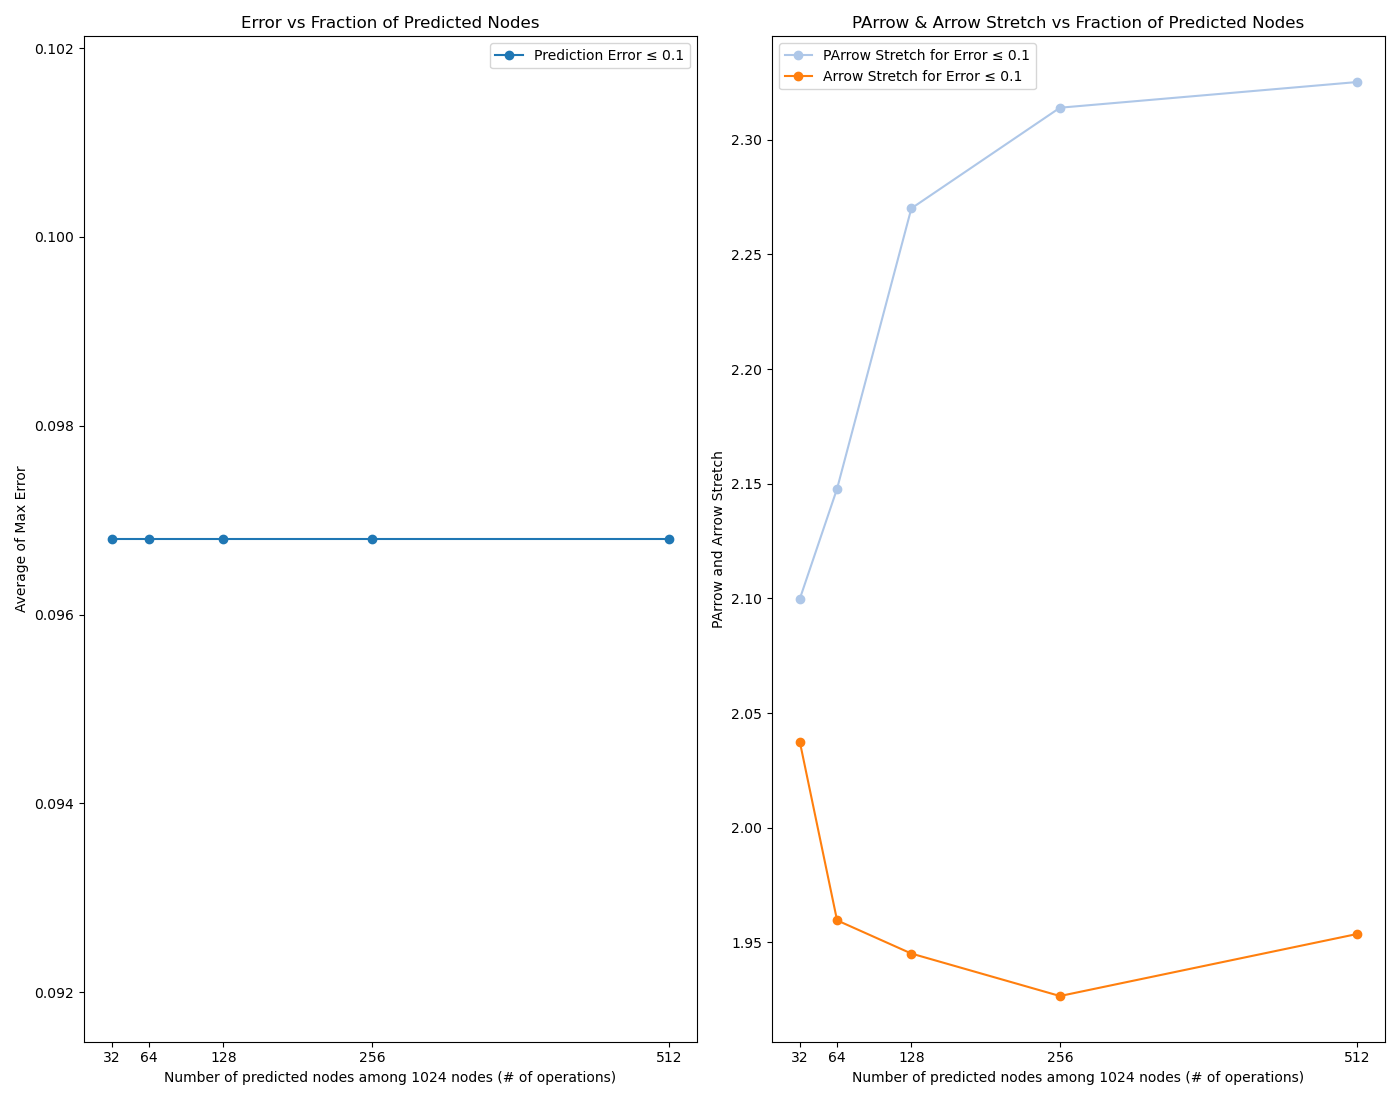 Error vs Fraction of Predicted Nodes
Prediction Error ≤ 0.1
Average of Max Error
0.102
0.100
0.098
0.096
0.094
0.092
32 64 128 256 512
Number of predicted nodes among 1024 nodes (# of operations)
PArrow & Arrow Stretch vs Fraction of Predicted Nodes
PArrow Stretch for Error ≤ 0.1
Arrow Stretch for Error ≤ 0.1
PArrow and Arrow Stretch
2.30
2.25
2.20
2.15
2.10
2.05
2.00
1.95
32 64 128 256 512
Number of predicted nodes among 1024 nodes (# of operations)